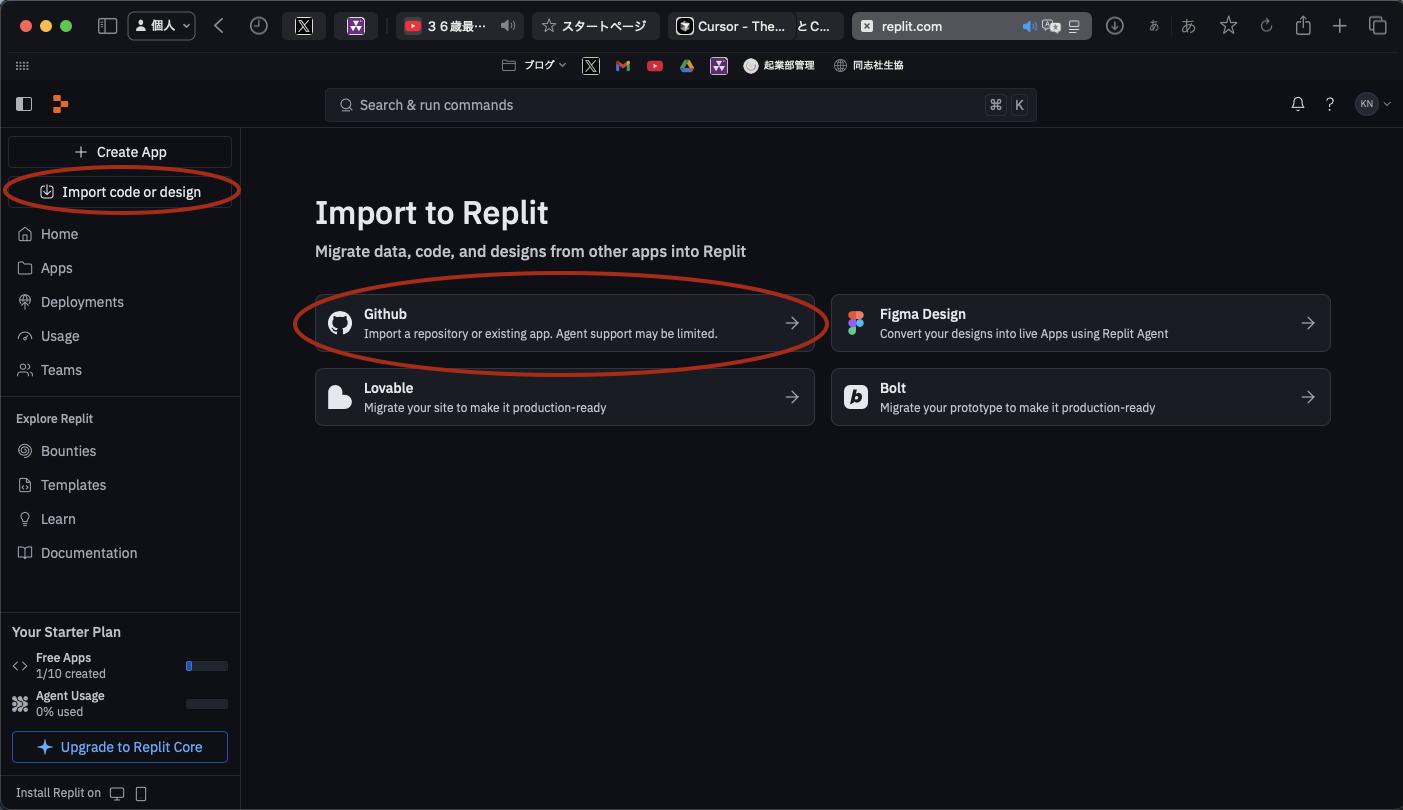 個人
３６歳最…
スタートページ
Cursor - The...
とC...
replit.com
あ
あ
ブログ
起業部管理
同志社生協
Search & run commands
⌘ K
KN
Create App
Import code or design
Home
Apps
Deployments
Usage
Teams
Explore Replit
Bounties
Templates
Learn
Documentation
Your Starter Plan
Free Apps
1/10 created
Agent Usage
0% used
Upgrade to Replit Core
Install Replit on
Import to Replit
Migrate data, code, and designs from other apps into Replit
Github
Import a repository or existing app. Agent support may be limited.
Figma Design
Convert your designs into live Apps using Replit Agent
Lovable
Migrate your site to make it production-ready
b
Bolt
Migrate your prototype to make it production-ready